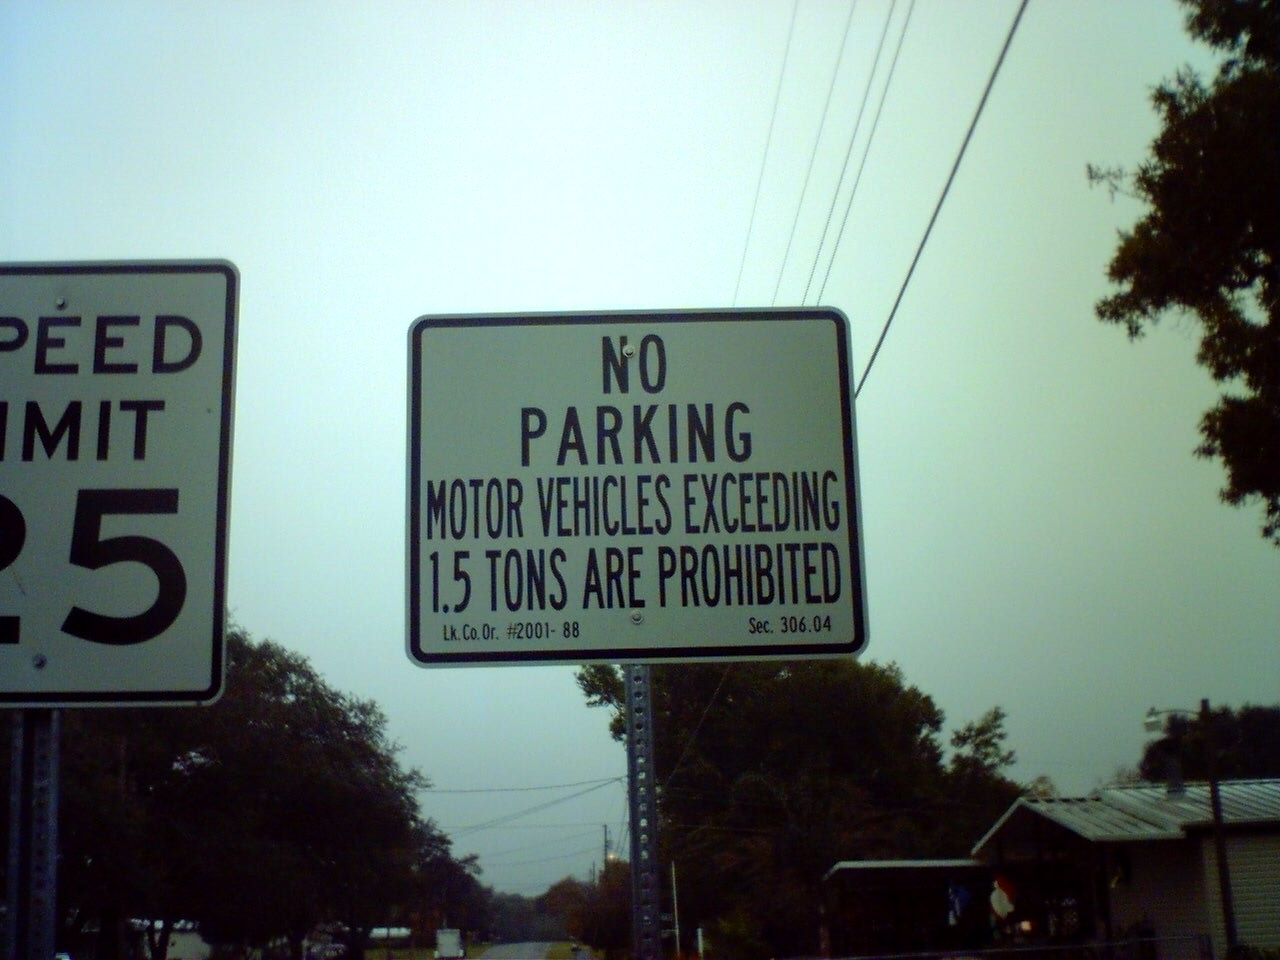 PEED
IMIT
25
NO
PARKING
MOTOR VEHICLES EXCEEDING
1.5 TONS ARE PROHIBITED
Lk.Co.Or. #2001- 88 Sec. 306.04